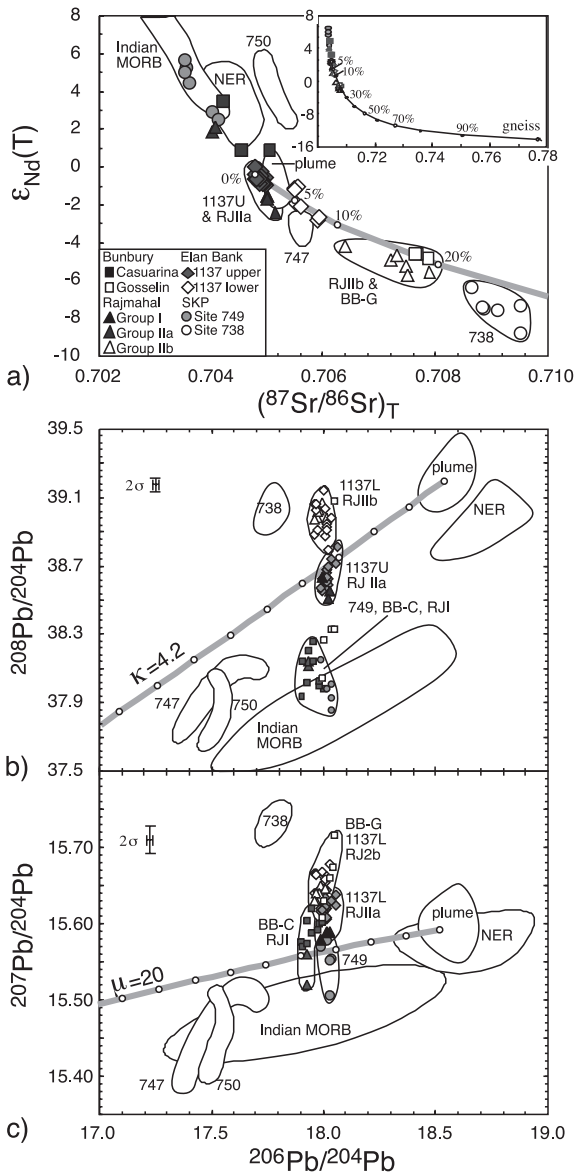 8
4
0
-4
-6
-8
-10
εNd(T)
Indian
MORB
NER
750
plume
0%
1137U
& RJIIa
747
5%
10%
20%
RJIIb &
BB-G
738
8
0
-8
-16
5%
10%
30%
50%
70%
90%
gneiss
0.72
0.74
0.76
0.78
Bunbury
Casuarina
Gosselin
Rajmahal
Group I
Group IIa
Group IIb
Elan Bank
1137 upper
1137 lower
SKP
Site 749
Site 738
0.702
0.704
0.706
0.708
0.710
a)
(87Sr/86Sr)T
39.5
39.1
38.7
38.3
37.9
37.5
208Pb/204Pb
2σ
738
1137L
RJIIb
plume
NER
1137U
RJ IIa
749, BB-C, RJI
K=4.2
747
750
Indian
MORB
b)
15.70
15.60
15.50
15.40
207Pb/204Pb
2σ
738
BB-G
1137L
RJ2b
1137L
RJIIa
BB-C
RJI
plume
NER
749
μ=20
Indian MORB
747
750
17.0
17.5
18.0
18.5
19.0
c)
206Pb/204Pb